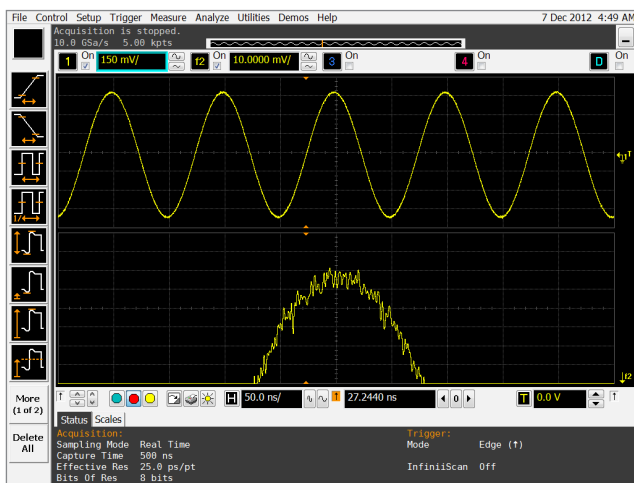 File Control Setup Trigger Measure Analyze Utilities Demos Help 7 Dec 2012 4:49 AM
Acquisition is stopped.
10.0 GSa/s 5.00 kpts
1 On 150 mV/ f2 On 10.0000 mV/ 3 On 4 On D On
1
f2
More
(1 of 2)
Delete
All
H 50.0 ns/ 27.2440 ns 0 T 0.0 V
Status Scales
Acquisition: Trigger:
Sampling Mode Real Time Mode Edge (↑)
Capture Time 500 ns
Effective Res 25.0 ps/pt InfiniiScan Off
Bits Of Res 8 bits